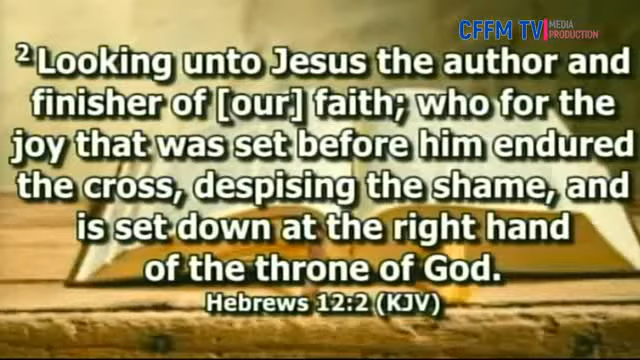 CFFM TV MEDIA
PRODUCTION
2 Looking unto Jesus the author and
finisher of [our] faith; who for the
joy that was set before him endured
the cross, despising the shame, and
is set down at the right hand
of the throne of God.
Hebrews 12:2 (KJV)